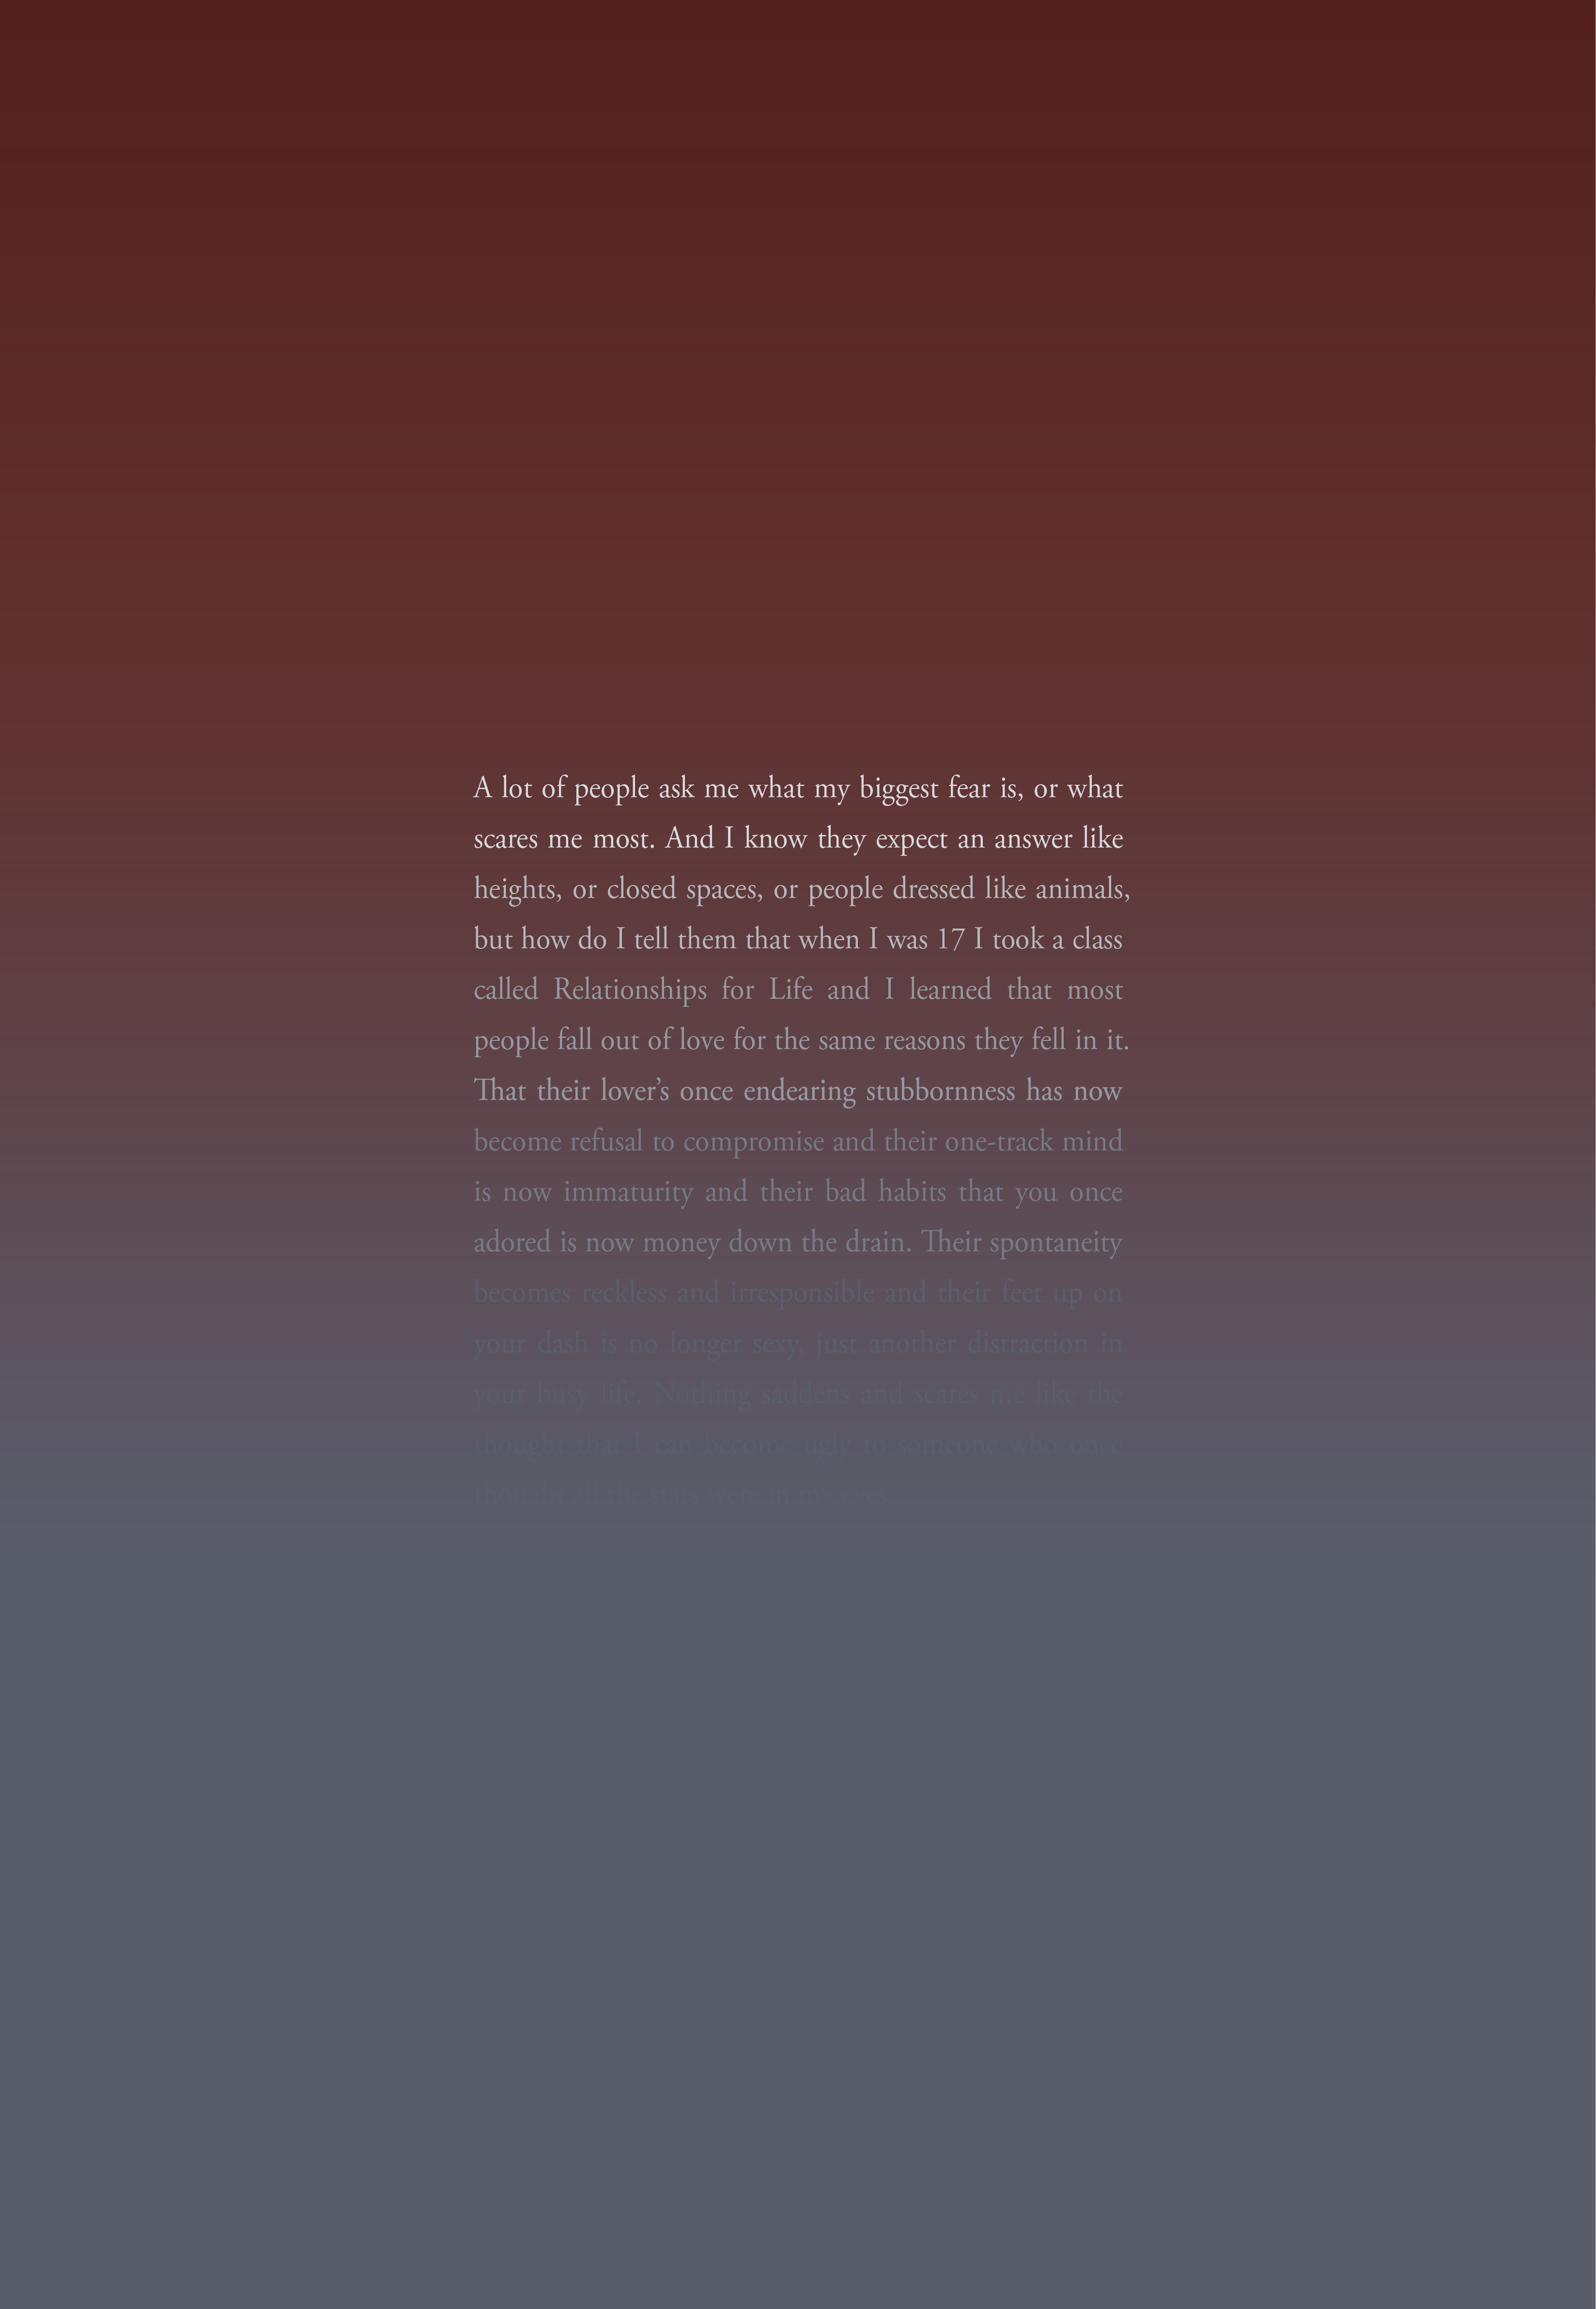 A lot of people ask me what my biggest fear is, or what
scares me most. And I know they expect an answer like
heights, or closed spaces, or people dressed like animals,
but how do I tell them that when I was 17 I took a class
called Relationships for Life and I learned that most
people fall out of love for the same reasons they fell in it.
That their lover’s once endearing stubbornness has now
become refusal to compromise and their one-track mind
is now immaturity and their bad habits that you once
adored is now money down the drain. Their spontaneity
becomes reckless and irresponsible and their feet up on
your dash is no longer sexy, just another distraction in
your busy life. Nothing saddens and scares me like the
thought that I can become ugly to someone who once
thought all the stars were in my eyes.